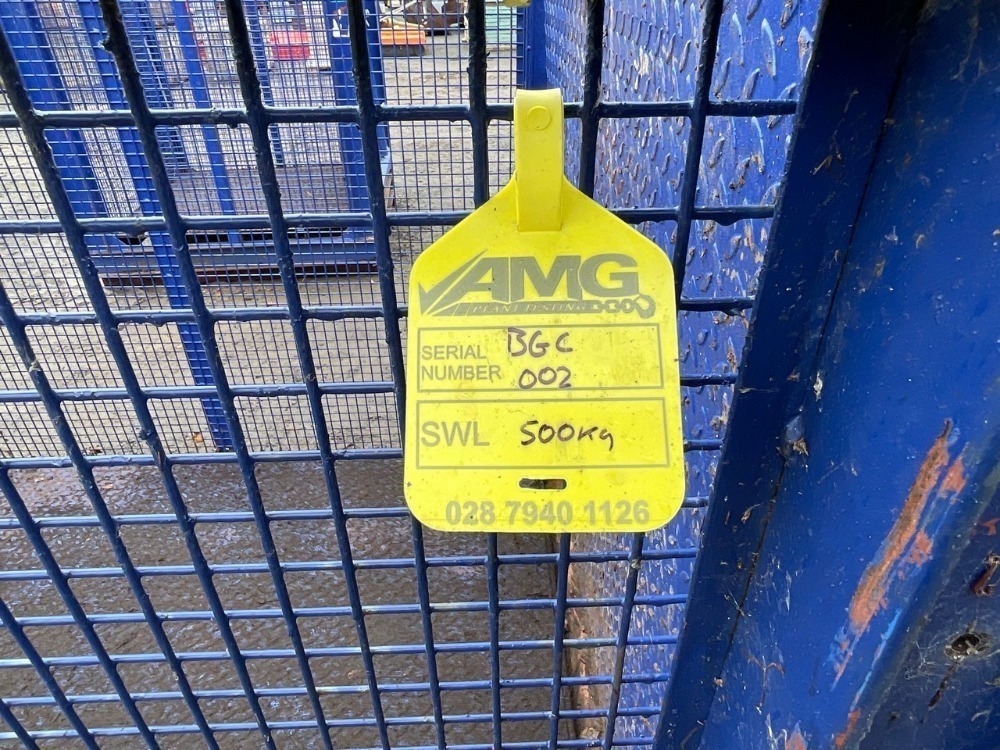 AMG
PLANT TESTING
SERIAL NUMBER BGC 002
SWL 500kg
028 7940 1126